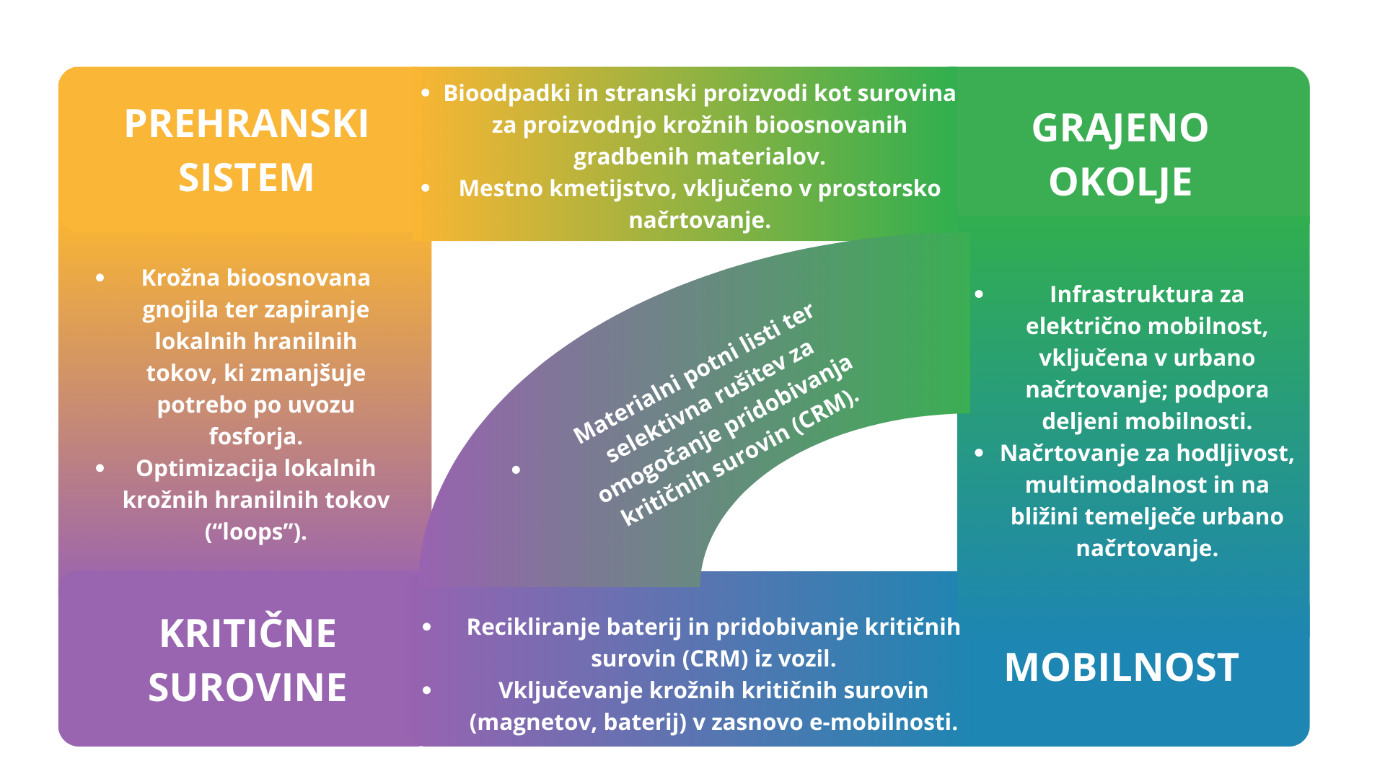 PREHRANSKI
SISTEM
• Bioodpadki in stranski proizvodi kot surovina
za proizvodnjo krožnih bioosnovanih
gradbenih materialov.
• Mestno kmetijstvo, vključeno v prostorsko
načrtovanje.
GRAJENO
OKOLJE
• Krožna bioosnovana
gnojila ter zapiranje
lokalnih hranilnih
tokov, ki zmanjšuje
potrebo po uvozu
fosforja.
• Optimizacija lokalnih
krožnih hranilnih tokov
(“loops”).
• Materialni potni listi ter
selektivna rušitev za
omogočanje pridobivanja
kritičnih surovin (CRM).
• Infrastruktura za
električno mobilnost,
vključena v urbano
načrtovanje; podpora
deljeni mobilnosti.
• Načrtovanje za hodljivost,
multimodalnost in na
bližini temelječe urbano
načrtovanje.
KRITIČNE
SUROVINE
• Recikliranje baterij in pridobivanje kritičnih
surovin (CRM) iz vozil.
• Vključevanje krožnih kritičnih surovin
(magnetov, baterij) v zasnovo e-mobilnosti.
MOBILNOST